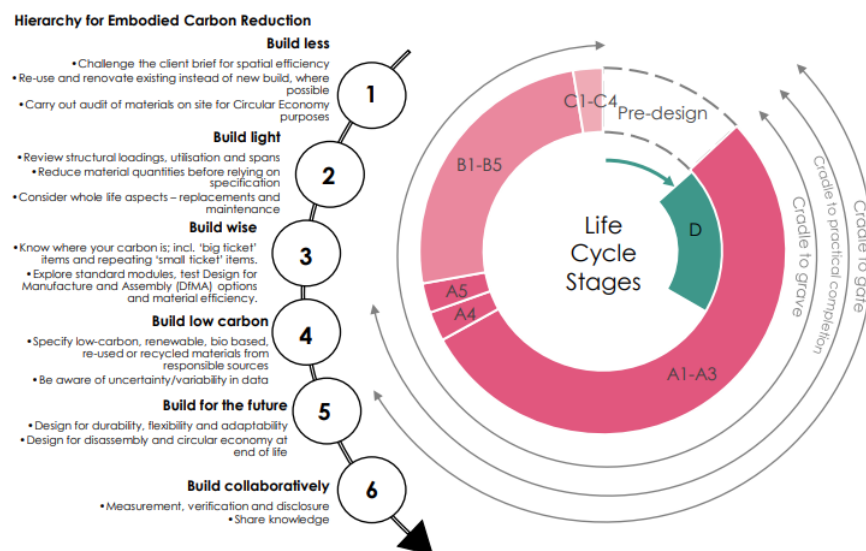 Hierarchy for Embodied Carbon Reduction
Build less
•Challenge the client brief for spatial efficiency
•Re-use and renovate existing instead of new build, where
possible
•Carry out audit of materials on site for Circular Economy
purposes
1
Build light
•Review structural loadings, utilisation and spans
•Reduce material quantities before relying on
specification
•Consider whole life aspects – replacements and
maintenance
2
Build wise
•Know where your carbon is; incl. 'big ticket'
items and repeating 'small ticket' items.
•Explore standard modules, test Design for
Manufacture and Assembly (DfMA) options
and material efficiency.
3
Build low carbon
•Specify low-carbon, renewable, bio based,
re-used or recycled materials from
responsible sources
•Be aware of uncertainty/variability in data
4
Build for the future
•Design for durability, flexibility and adaptability
•Design for disassembly and circular economy at
end of life
5
Build collaboratively
•Measurement, verification and disclosure
•Share knowledge
6
C1-C4
Pre-design
B1-B5
D
Life
Cycle
Stages
A5
A4
A1-A3
Cradle to grave
Cradle to practical completion
Cradle to gate